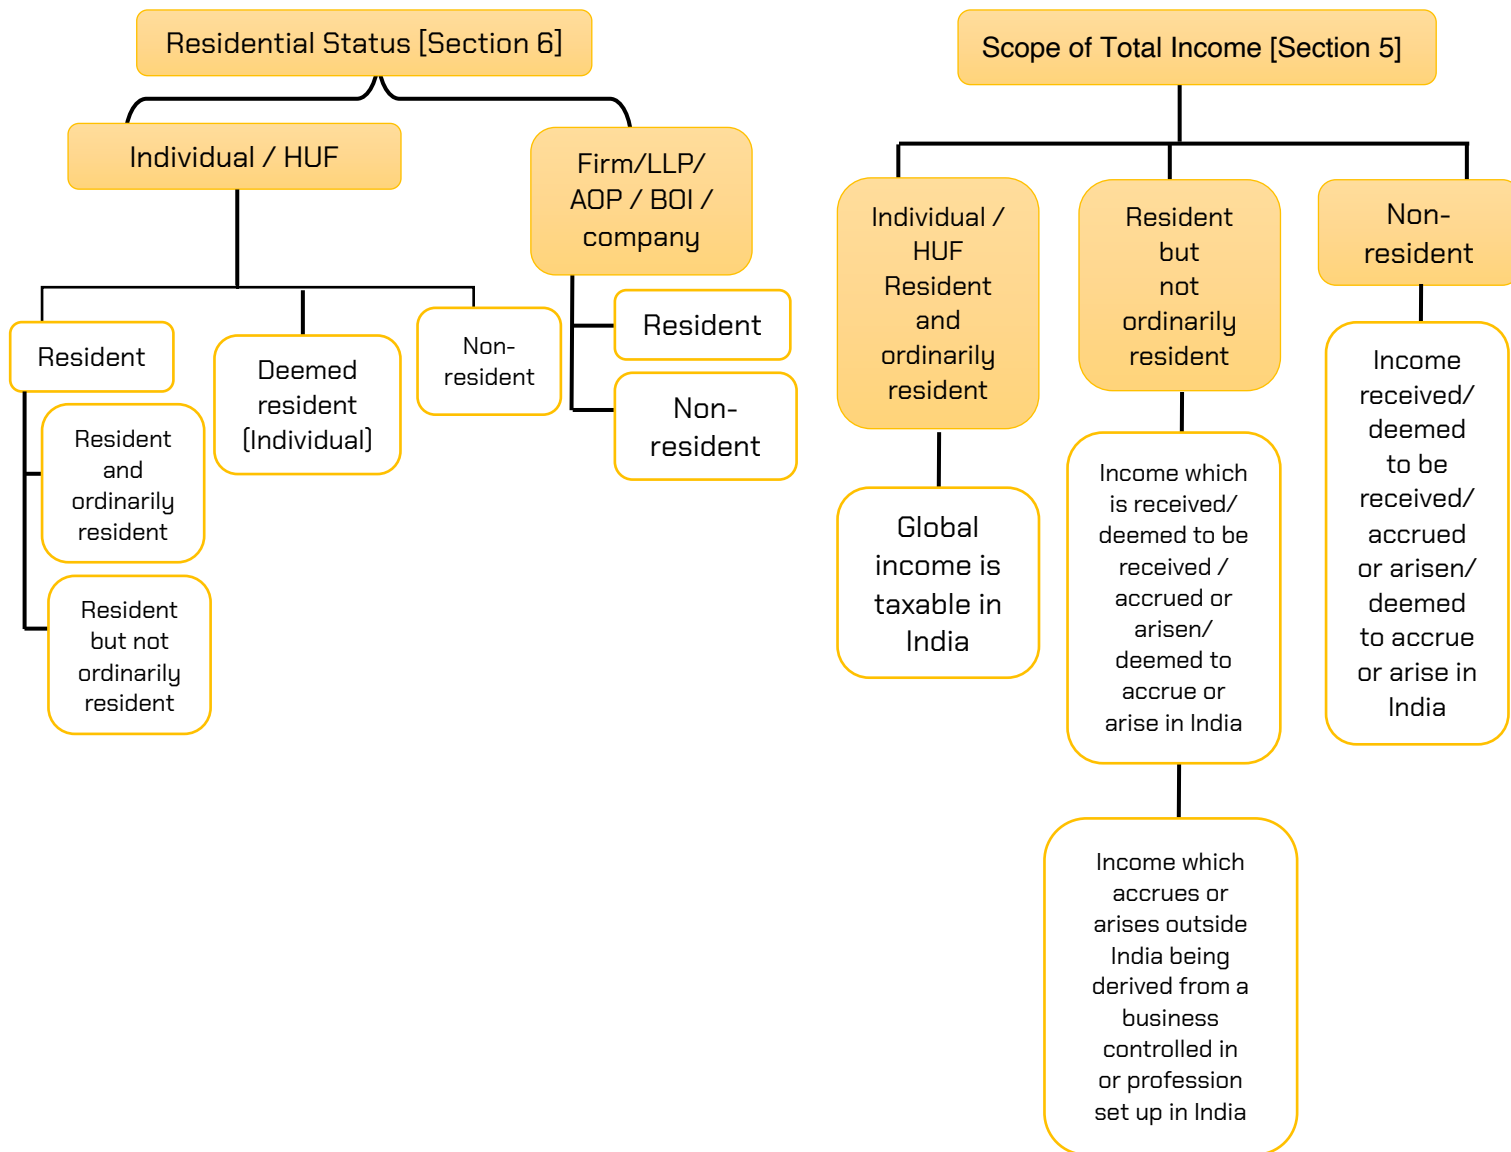 Residential Status [Section 6]
Individual / HUF
Firm/LLP/
AOP / BOI /
company
Resident
Resident
and
ordinarily
resident
Resident
but not
ordinarily
resident
Deemed
resident
(Individual)
Non-
resident
Resident
Non-
resident
Scope of Total Income [Section 5]
Individual /
HUF
Resident
and
ordinarily
resident
Global
income is
taxable in
India
Resident
but
not
ordinarily
resident
Income which
is received/
deemed to be
received /
accrued or
arisen/
deemed to
accrue or
arise in India
Income which
accrues or
arises outside
India being
derived from a
business
controlled in
or profession
set up in India
Non-
resident
Income
received/
deemed
to be
received/
accrued
or arisen/
deemed
to accrue
or arise in
India